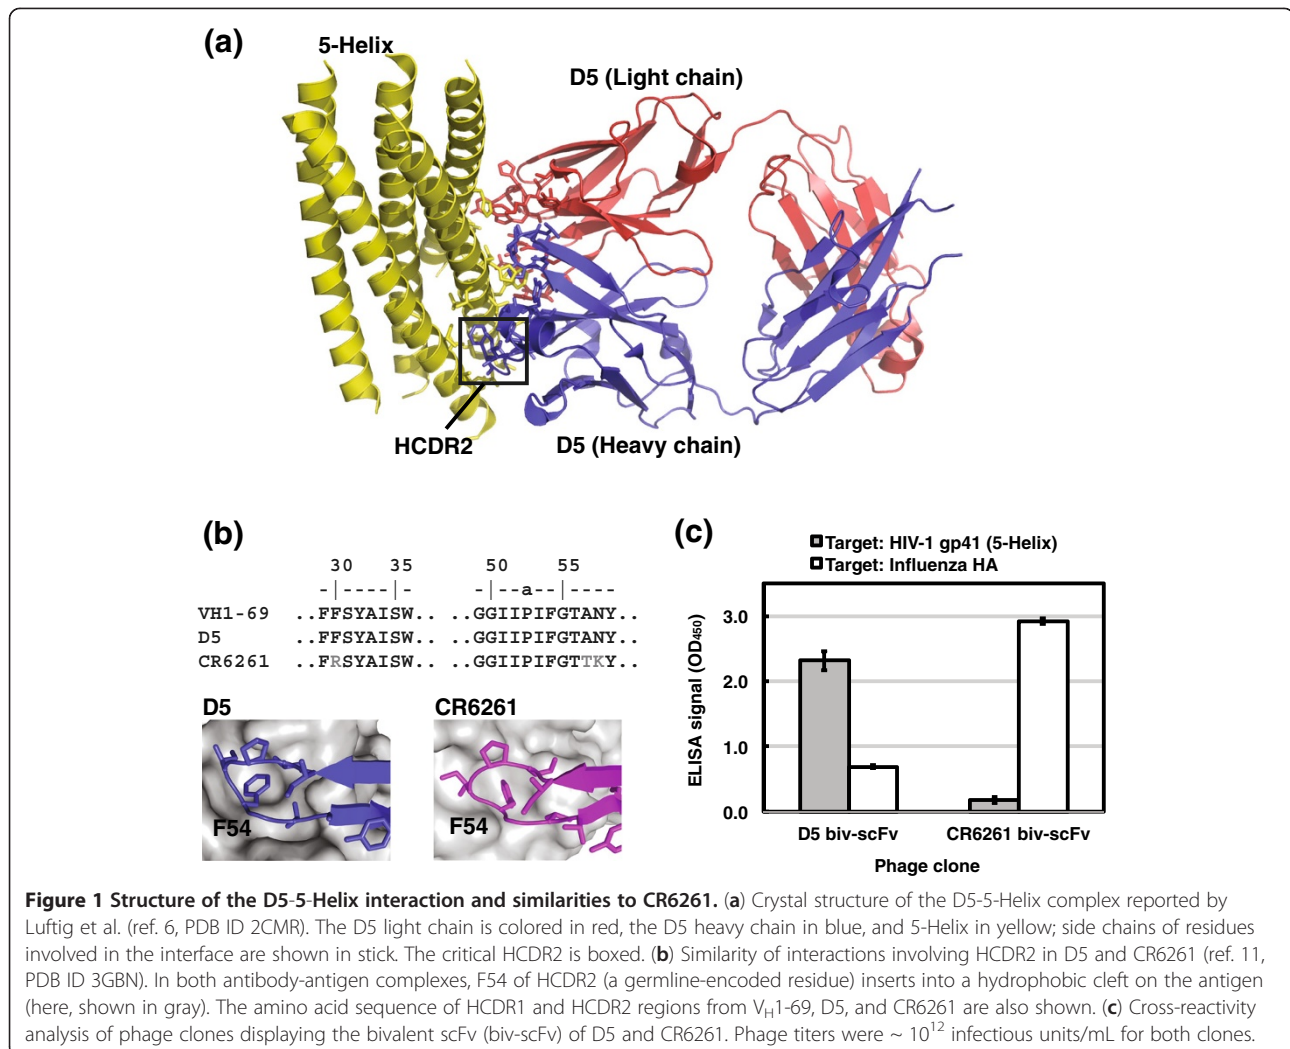 (a)
5-Helix
D5 (Light chain)
HCDR2
D5 (Heavy chain)
(b)
30 35 50 55
-|----|- -|--a-|---
VH1-69 ..FFSYAISW.. ..GGIIPIFGTANY..
D5 ..FFSYAISW.. ..GGIIPIFGTANY..
CR6261 ..FRSYAISW.. ..GGIIPIFGTTKY..
D5
F54
CR6261
F54
(c)
Target: HIV-1 gp41 (5-Helix)
Target: Influenza HA
ELISA signal (OD450)
3.0
2.0
1.0
0.0
D5 biv-scFv CR6261 biv-scFv
Phage clone
Figure 1 Structure of the D5-5-Helix interaction and similarities to CR6261. (a) Crystal structure of the D5-5-Helix complex reported by
Luftig et al. (ref. 6, PDB ID 2CMR). The D5 light chain is colored in red, the D5 heavy chain in blue, and 5-Helix in yellow; side chains of residues
involved in the interface are shown in stick. The critical HCDR2 is boxed. (b) Similarity of interactions involving HCDR2 in D5 and CR6261 (ref. 11,
PDB ID 3GBN). In both antibody-antigen complexes, F54 of HCDR2 (a germline-encoded residue) inserts into a hydrophobic cleft on the antigen
(here, shown in gray). The amino acid sequence of HCDR1 and HCDR2 regions from VH1-69, D5, and CR6261 are also shown. (c) Cross-reactivity
analysis of phage clones displaying the bivalent scFv (biv-scFv) of D5 and CR6261. Phage titers were ~ 10^12 infectious units/mL for both clones.